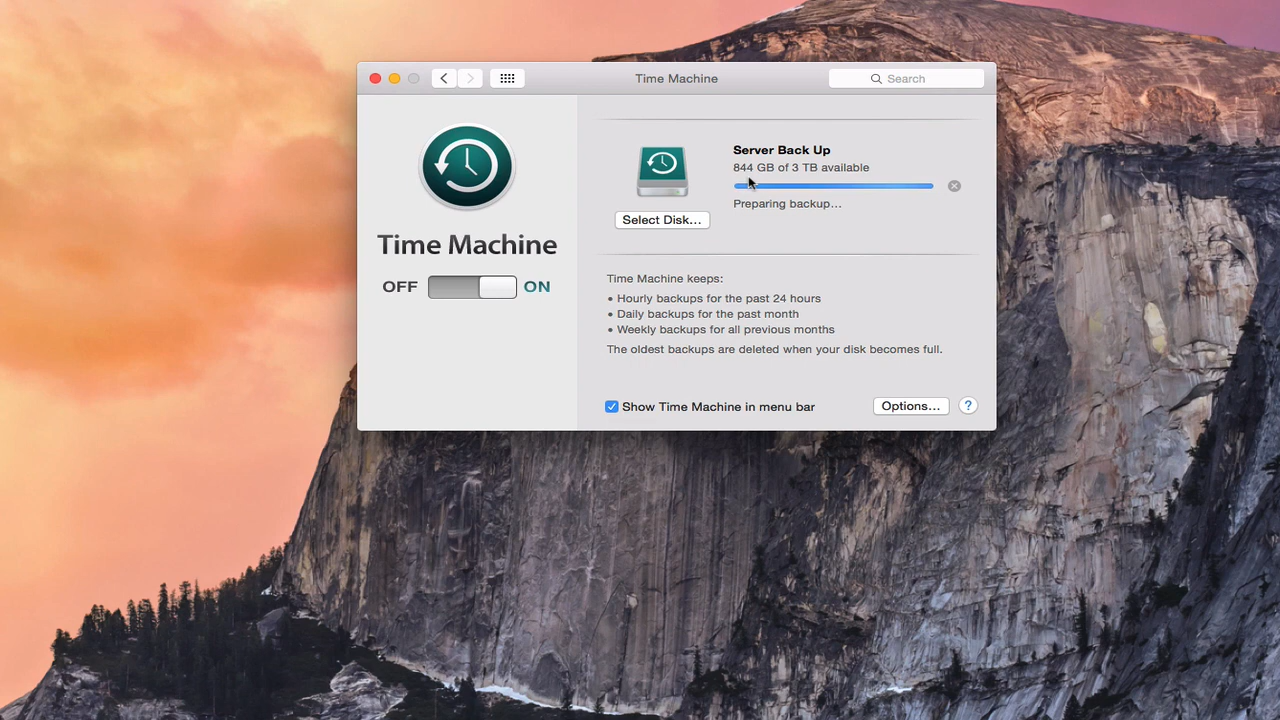 Time Machine
Search
Time Machine
OFF ON
Server Back Up
844 GB of 3 TB available
Preparing backup...
Select Disk...
Time Machine keeps:
• Hourly backups for the past 24 hours
• Daily backups for the past month
• Weekly backups for all previous months
The oldest backups are deleted when your disk becomes full.
Show Time Machine in menu bar
Options...
?